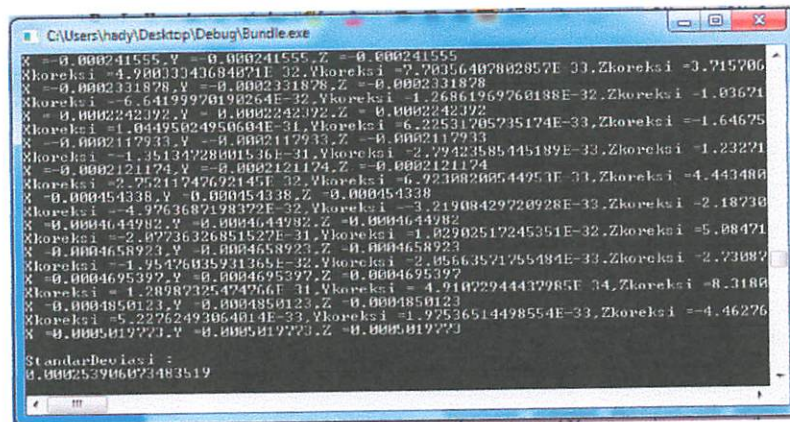 C:\Users\hady\Desktop\Debug\Bundle.exe
X =-0.000241555,Y =-0.000241555,Z =-0.000241555
Xkoreksi =4.90033343684071E-32,Ykoreksi =7.70356407802857E-33,Zkoreksi =3.715706
X =-0.0002331878,Y =-0.0002331878,Z =-0.0002331878
Xkoreksi =-6.64199970190264E-32,Ykoreksi =-1.26861969760188E-32,Zkoreksi =-1.03671
X =0.0002242392,Y =0.0002242392,Z =0.0002242392
Xkoreksi =1.04495024950604E-31,Ykoreksi =6.22531705735174E-33,Zkoreksi =-1.64675
X =-0.0002117933,Y =-0.0002117933,Z =-0.0002117933
Xkoreksi =-1.35134728001536E-31,Ykoreksi =2.79423585445189E-33,Zkoreksi =1.23271
X =-0.0002121174,Y =-0.0002121174,Z =-0.0002121174
Xkoreksi =2.75211747692145E-32,Ykoreksi =6.92308200544953E-33,Zkoreksi =4.443480
X =0.000454338,Y =0.000454338,Z =0.000454338
Xkoreksi =-4.9763687198372E-32,Ykoreksi =-3.21908429720928E-33,Zkoreksi =-2.18730
X =0.0004644982,Y =0.0004644982,Z =0.0004644982
Xkoreksi =-2.07736326851527E-31,Ykoreksi =1.02902517245351E-32,Zkoreksi =5.08471
X =0.0004658923,Y =0.0004658923,Z =0.0004658923
Xkoreksi =-1.95476035931365E-32,Ykoreksi =-2.05663571755484E-33,Zkoreksi =-2.73087
X =0.0004695397,Y =0.0004695397,Z =0.0004695397
Xkoreksi =1.28987325474766E-31,Ykoreksi =4.91072944437985E-34,Zkoreksi =8.3180
X =0.0004850123,Y =0.0004850123,Z =0.0004850123
Xkoreksi =5.22762493064014E-33,Ykoreksi =1.97536514498554E-33,Zkoreksi =-4.46276
X =0.0005019773,Y =0.0005019773,Z =0.0005019773
StandarDeviasi :
0.000253906073483519